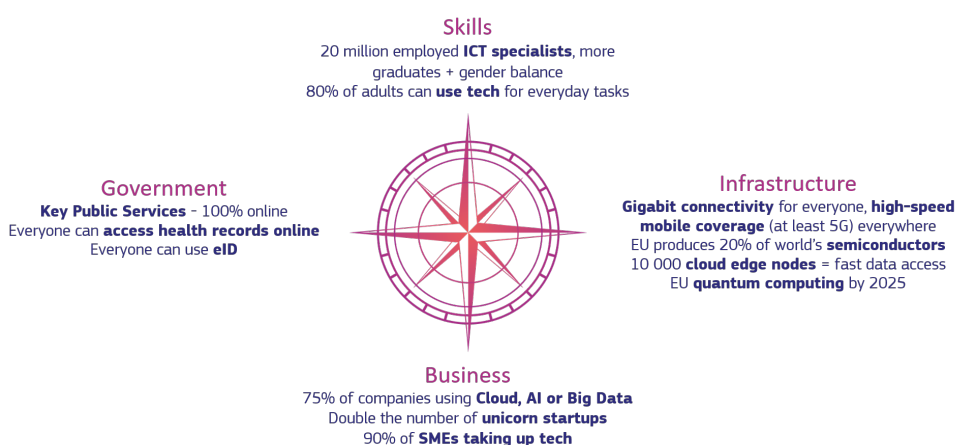 Skills
20 million employed ICT specialists, more
graduates + gender balance
80% of adults can use tech for everyday tasks
Government
Key Public Services - 100% online
Everyone can access health records online
Everyone can use eID
Infrastructure
Gigabit connectivity for everyone, high-speed
mobile coverage (at least 5G) everywhere
EU produces 20% of world's semiconductors
10 000 cloud edge nodes = fast data access
EU quantum computing by 2025
Business
75% of companies using Cloud, AI or Big Data
Double the number of unicorn startups
90% of SMEs taking up tech